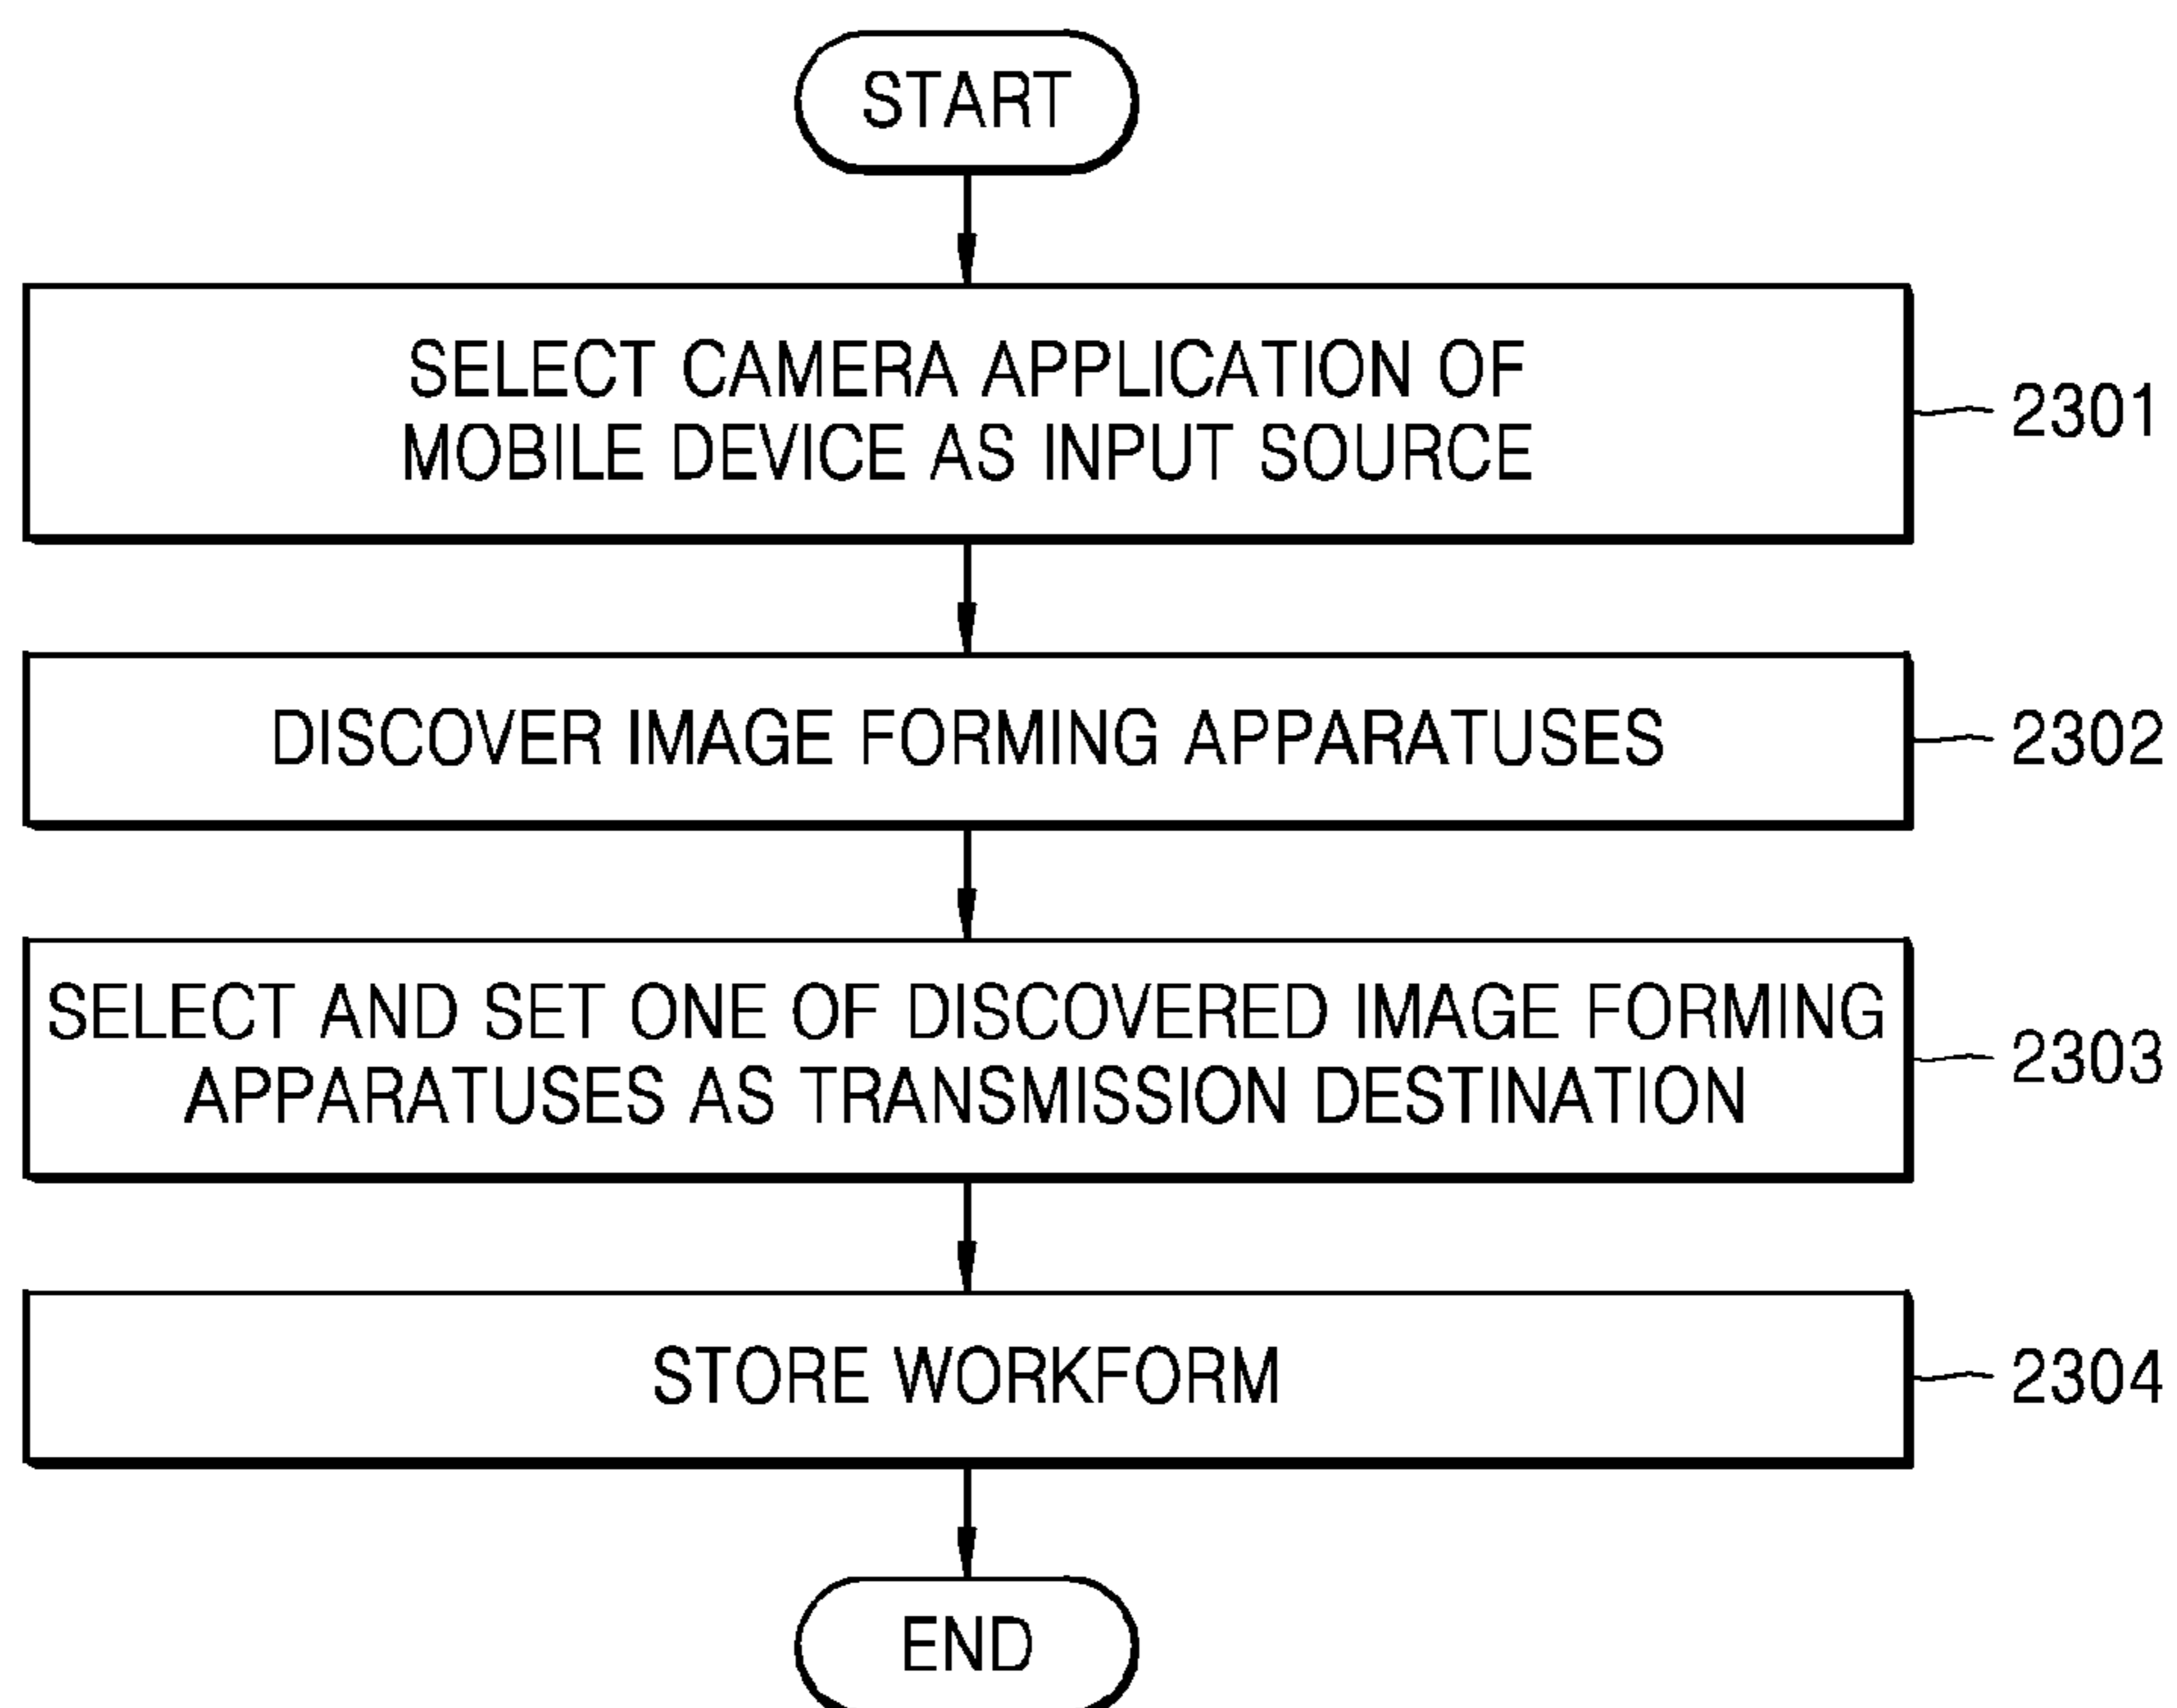 START
SELECT CAMERA APPLICATION OF
MOBILE DEVICE AS INPUT SOURCE
2301
DISCOVER IMAGE FORMING APPARATUSES
2302
SELECT AND SET ONE OF DISCOVERED IMAGE FORMING
APPARATUSES AS TRANSMISSION DESTINATION
2303
STORE WORKFORM
2304
END